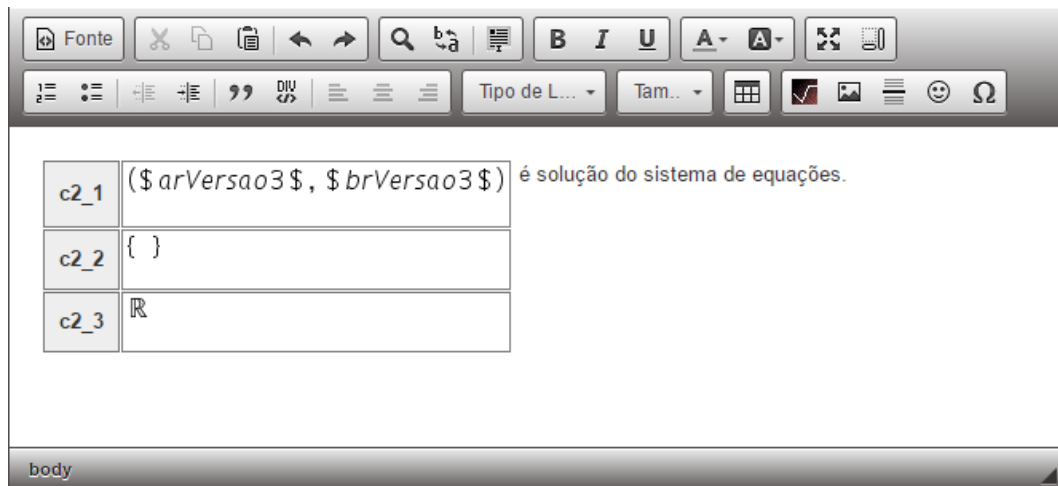 Fonte
B I U A A
Tipo de L... Tam.. Ω
c2_1 ($arVersao3$, $brVersao3$) é solução do sistema de equações.
c2_2 { }
c2_3 ℝ
body